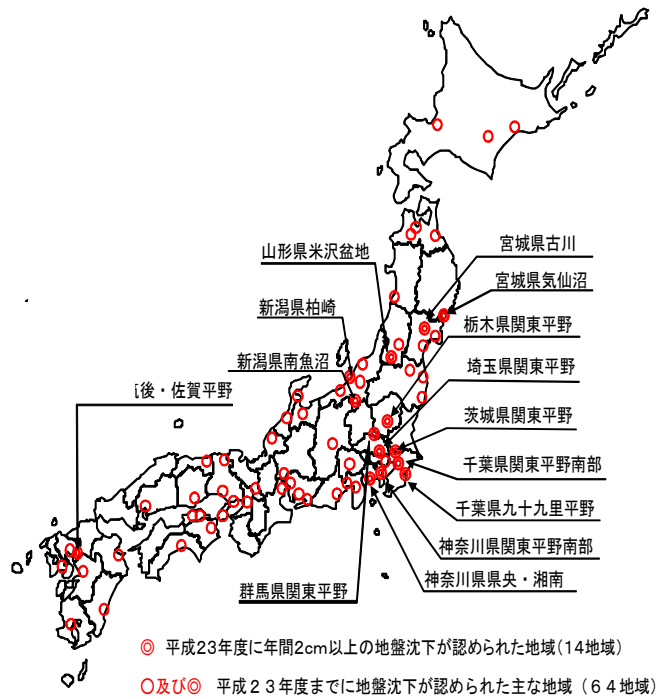 山形県米沢盆地
宮城県古川
宮城県気仙沼
新潟県柏崎
栃木県関東平野
新潟県南魚沼
埼玉県関東平野
後・佐賀平野
茨城県関東平野
千葉県関東平野南部
千葉県九十九里平野
神奈川県関東平野南部
群馬県関東平野
神奈川県県央・湘南
◎ 平成23年度に年間2cm以上の地盤沈下が認められた地域(14地域)
○及び◎ 平成23年度までに地盤沈下が認められた主な地域(64地域)